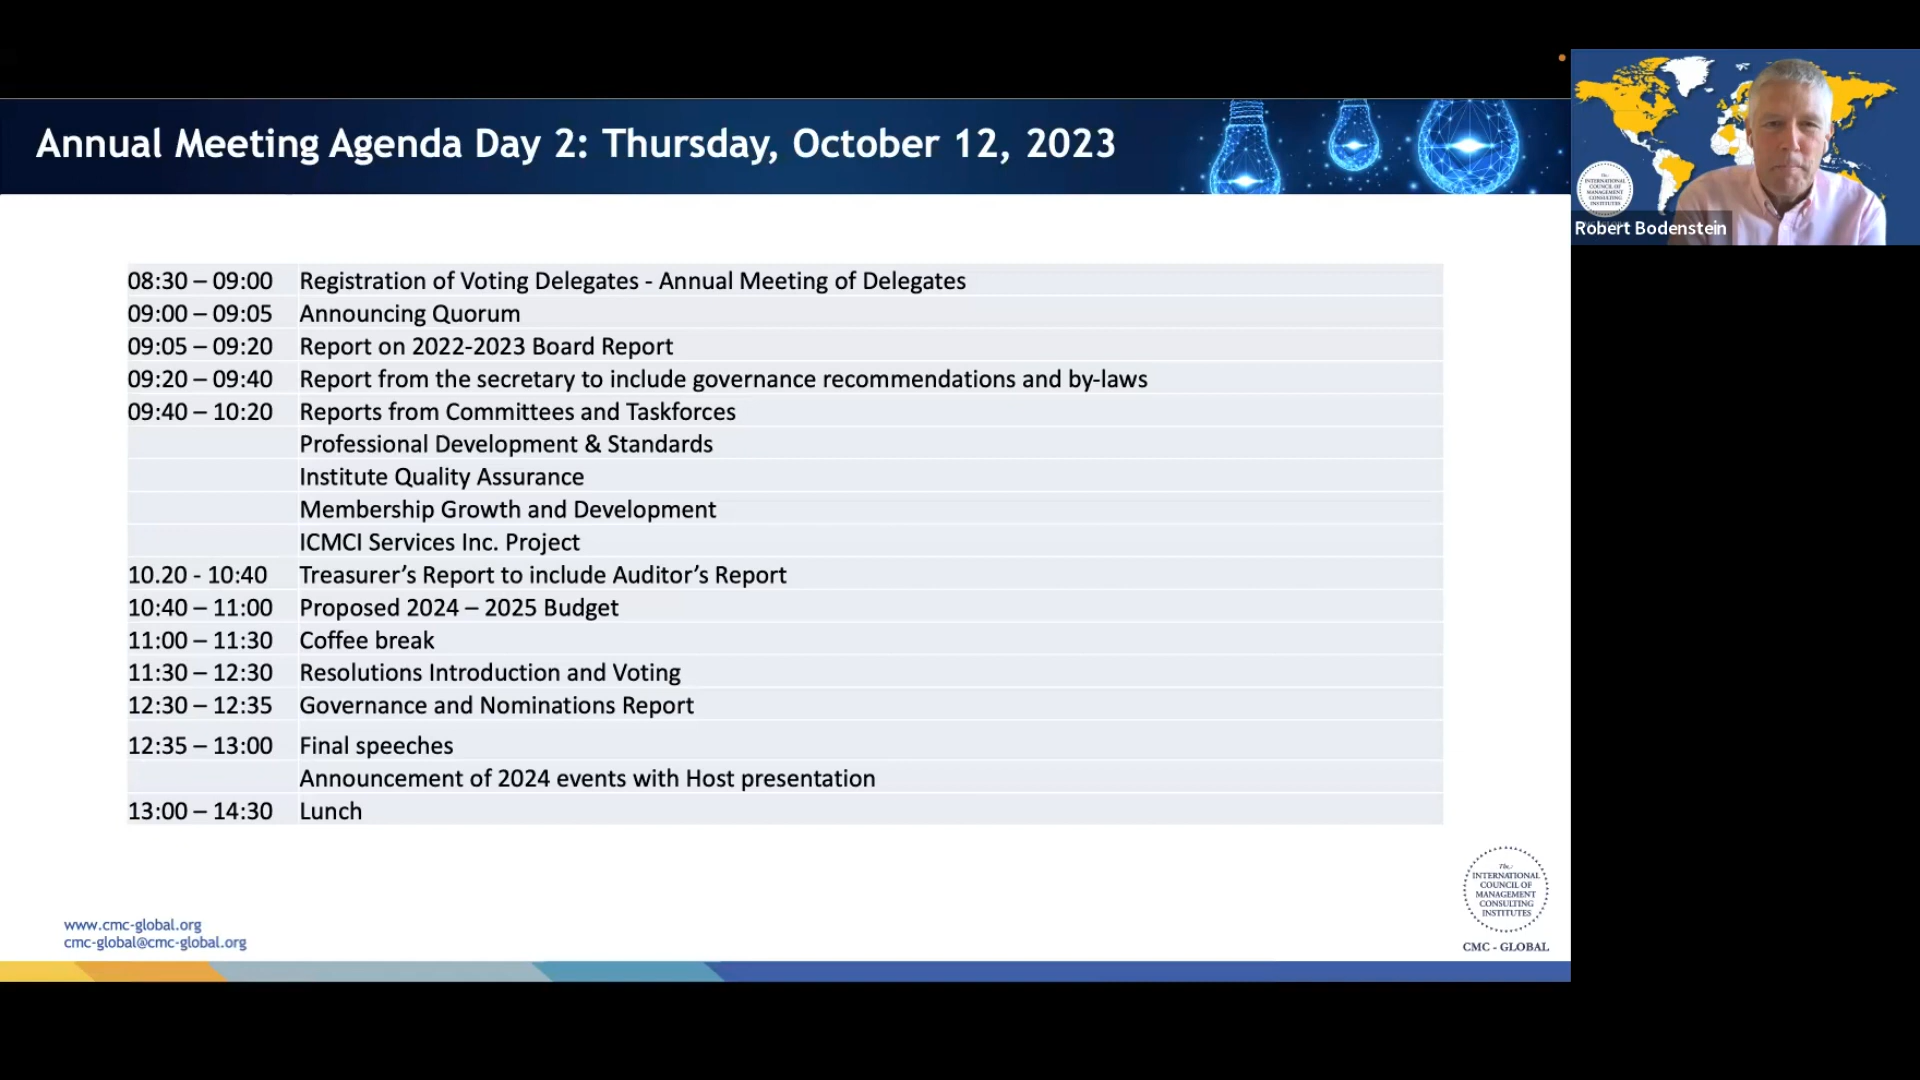 Annual Meeting Agenda Day 2: Thursday, October 12, 2023
08:30 – 09:00 Registration of Voting Delegates - Annual Meeting of Delegates
09:00 – 09:05 Announcing Quorum
09:05 – 09:20 Report on 2022-2023 Board Report
09:20 – 09:40 Report from the secretary to include governance recommendations and by-laws
09:40 – 10:20 Reports from Committees and Taskforces
Professional Development & Standards
Institute Quality Assurance
Membership Growth and Development
ICMCI Services Inc. Project
10.20 - 10:40 Treasurer’s Report to include Auditor’s Report
10:40 – 11:00 Proposed 2024 – 2025 Budget
11:00 – 11:30 Coffee break
11:30 – 12:30 Resolutions Introduction and Voting
12:30 – 12:35 Governance and Nominations Report
12:35 – 13:00 Final speeches
Announcement of 2024 events with Host presentation
13:00 – 14:30 Lunch
www.cmc-global.org
cmc-global@cmc-global.org
The
INTERNATIONAL
COUNCIL OF
MANAGEMENT
CONSULTING
INSTITUTES
CMC - GLOBAL
The
INTERNATIONAL
COUNCIL OF
MANAGEMENT
CONSULTING
INSTITUTES
Robert Bodenstein